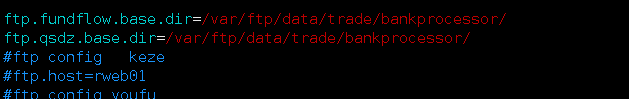 ftp.fundflow.base.dir=/var/ftp/data/trade/bankprocessor/
ftp.qsdz.base.dir=/var/ftp/data/trade/bankprocessor/
#ftp config   keze
#ftp.host=rweb01
#ftp config youfu